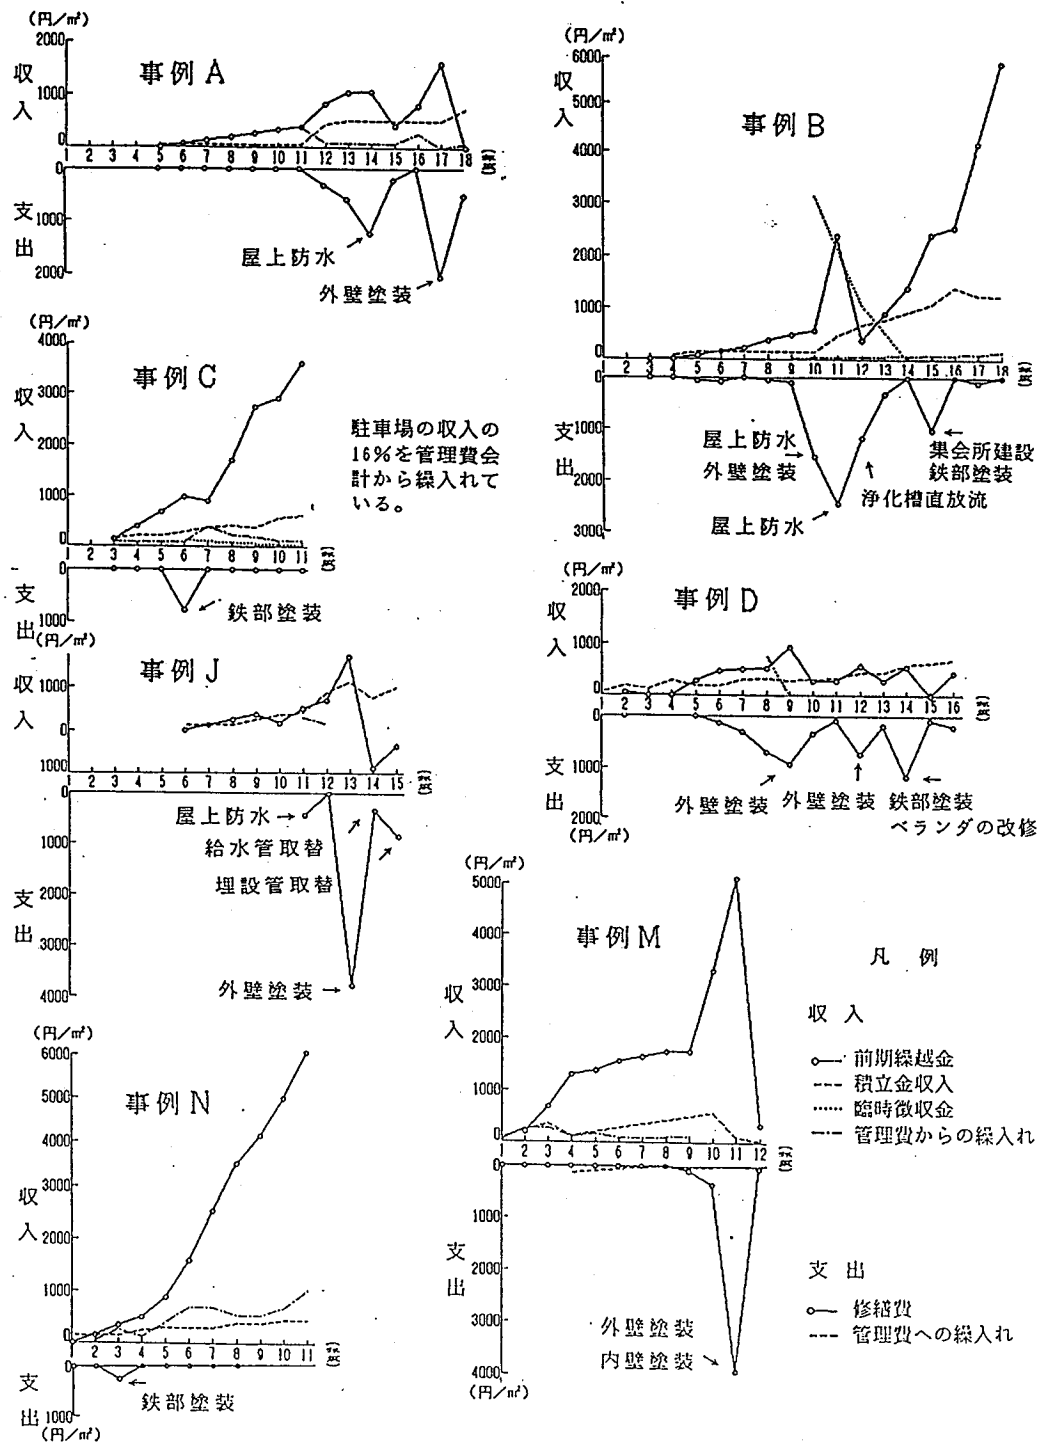 (円/㎡)
2000
収
入
事例A
1000
0
1 2 3 4 5 6 7 8 9 10 11 12 13 14 15 16 17 18
0
支
出
1000
2000
屋上防水
外壁塗装
(円/㎡)
6000
収
入
5000
事例B
4000
3000
2000
1000
0
1 2 3 4 5 6 7 8 9 10 11 12 13 14 15 16 17 18
0
支
出
1000
2000
3000
屋上防水
外壁塗装
屋上防水
浄化槽直放流
集会所建設
鉄部塗装
(円/㎡)
4000
収
入
事例C
3000
2000
1000
0
1 2 3 4 5 6 7 8 9 10 11
駐車場の収入の
16%を管理費会
計から繰入れて
いる。
0
支
出
1000
鉄部塗装
(円/㎡)
2000
収
入
事例D
1000
0
1 2 3 4 5 6 7 8 9 10 11 12 13 14 15 16
0
支
出
1000
2000
(円/㎡)
外壁塗装
外壁塗装
鉄部塗装
ベランダの改修
(円/㎡)
収
入
事例J
1000
0
1000
1 2 3 4 5 6 7 8 9 10 11 12 13 14 15
0
支
出
1000
2000
3000
4000
屋上防水
給水管取替
埋設管取替
外壁塗装
(円/㎡)
5000
収
入
事例M
4000
3000
2000
1000
0
1 2 3 4 5 6 7 8 9 10 11 12
0
支
出
1000
2000
3000
4000
(円/㎡)
外壁塗装
内壁塗装
(円/㎡)
6000
収
入
事例N
5000
4000
3000
2000
1000
0
1 2 3 4 5 6 7 8 9 10 11
0
支
出
1000
(円/㎡)
鉄部塗装
凡 例
収 入
前期繰越金
積立金収入
臨時徴収金
管理費からの繰入れ
支 出
修繕費
管理費への繰入れ